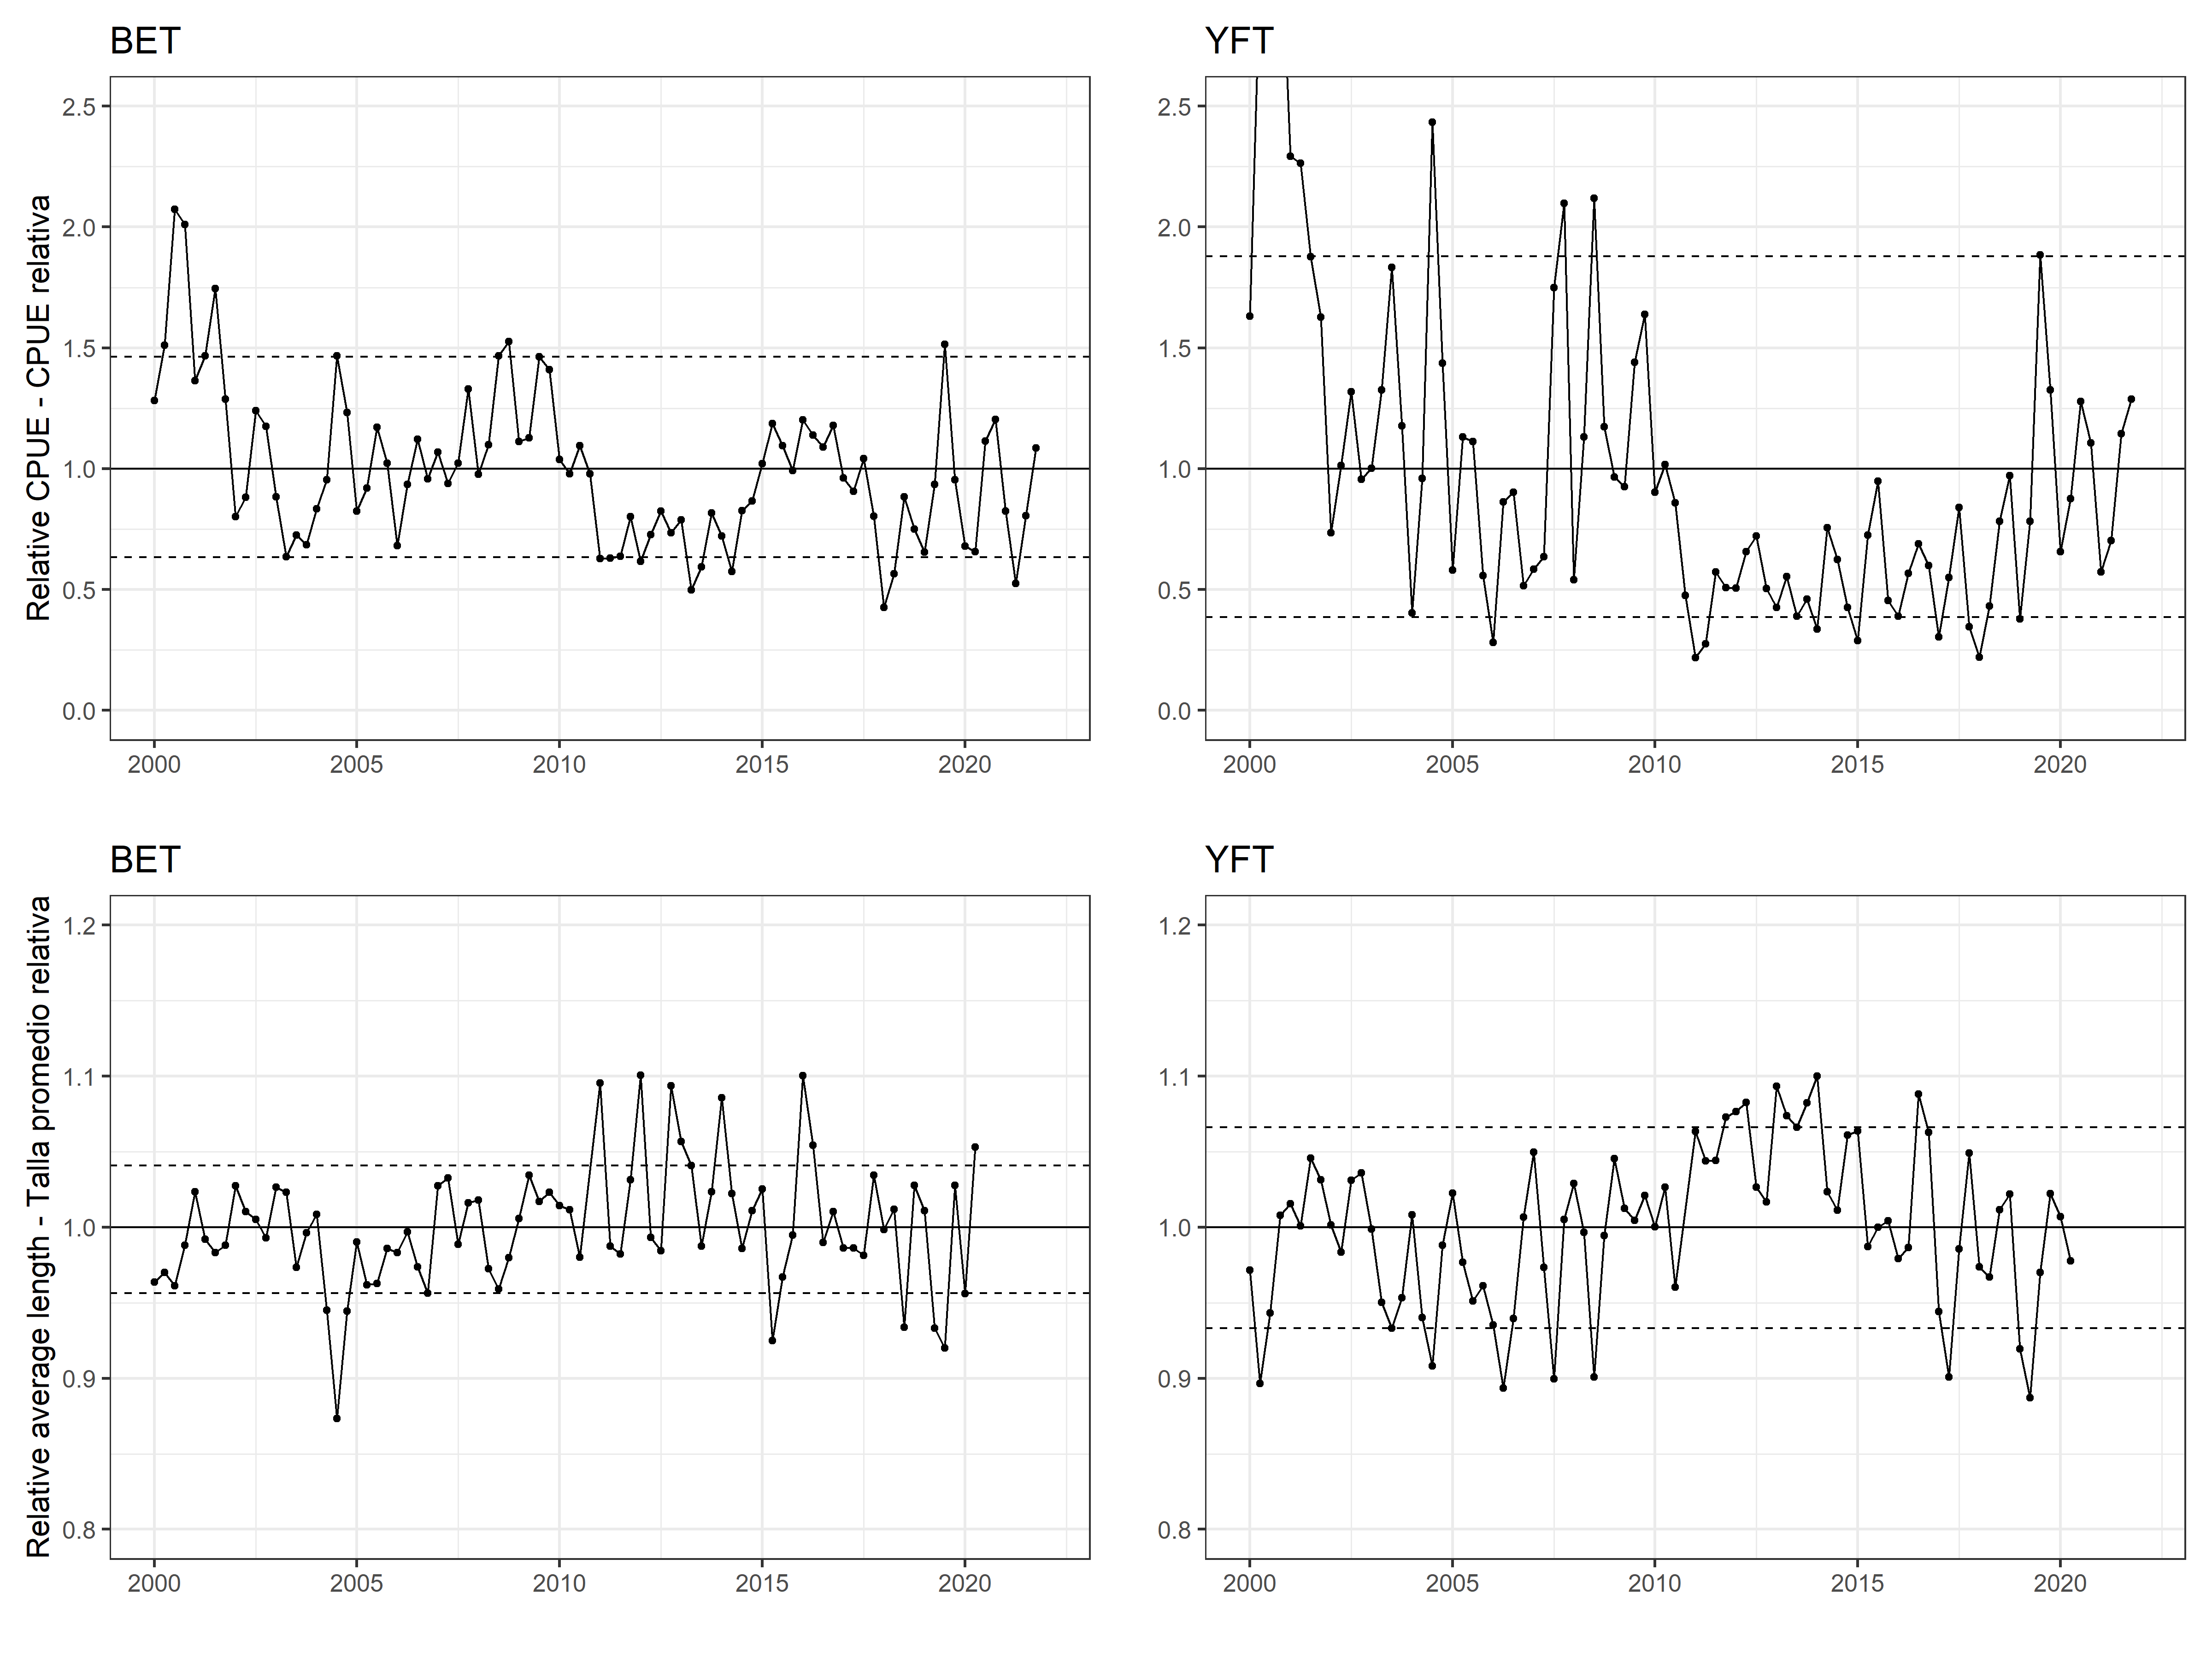 BET
YFT
Relative CPUE - CPUE relativa
2.5
2.0
1.5
1.0
0.5
0.0
2000 2005 2010 2015 2020
2.5
2.0
1.5
1.0
0.5
0.0
2000 2005 2010 2015 2020
BET
YFT
Relative average length - Talla promedio relativa
1.2
1.1
1.0
0.9
0.8
2000 2005 2010 2015 2020
1.2
1.1
1.0
0.9
0.8
2000 2005 2010 2015 2020